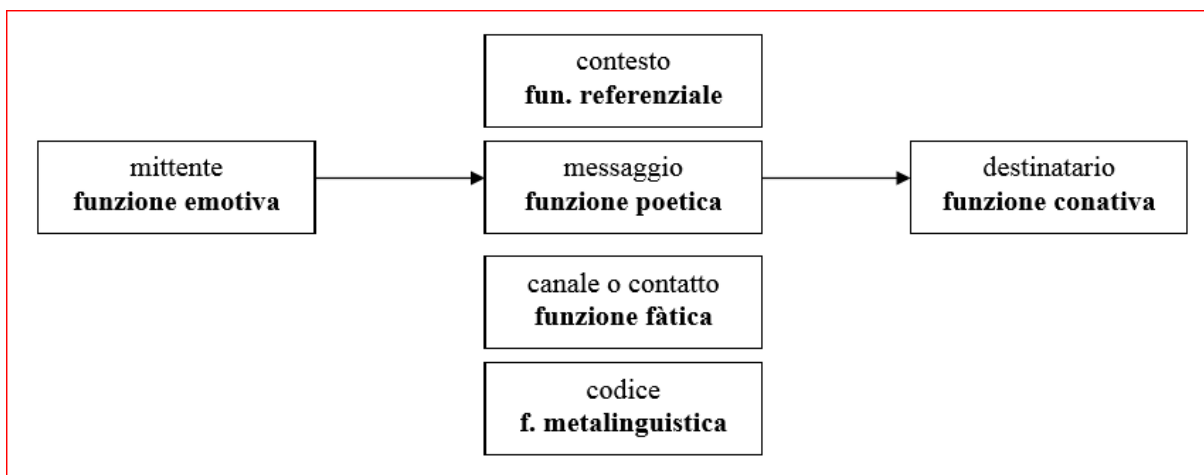 contesto
fun. referenziale
mittente
funzione emotiva
messaggio
funzione poetica
destinatario
funzione conativa
canale o contatto
funzione fàtica
codice
f. metalinguistica